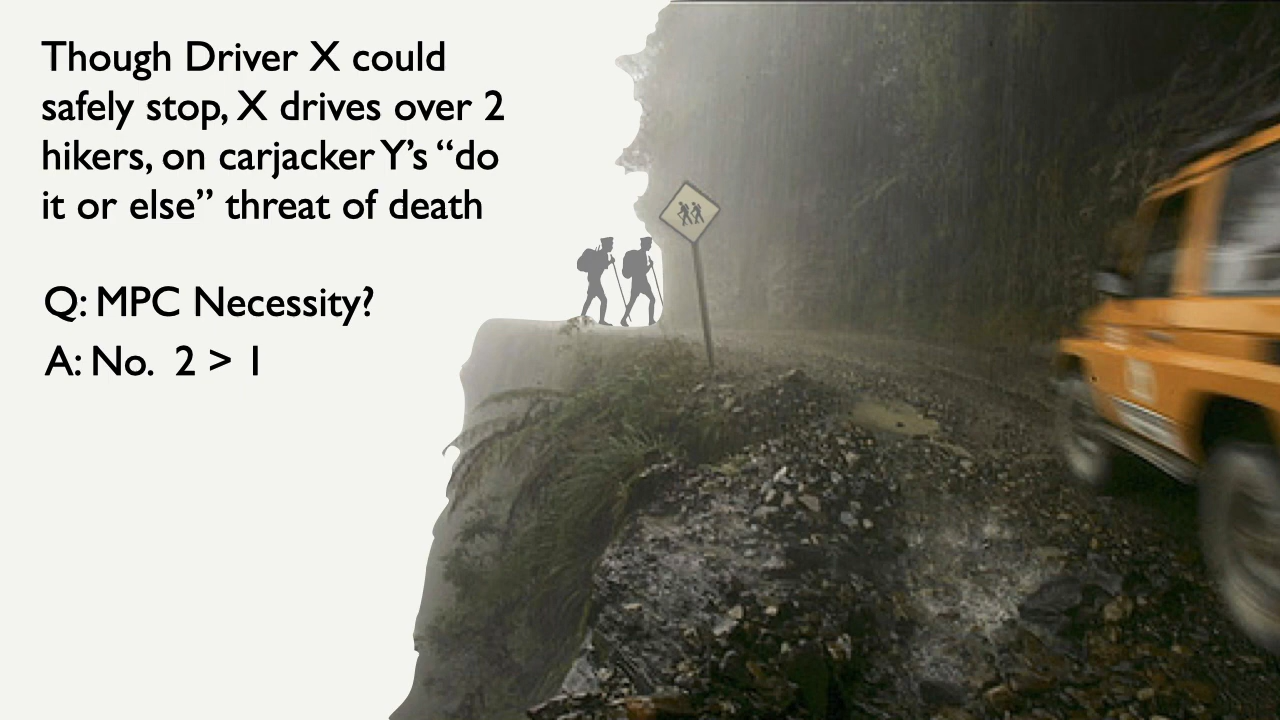 Though Driver X could
safely stop, X drives over 2
hikers, on carjacker Y’s “do
it or else” threat of death
Q: MPC Necessity?
A: No.  2 > 1